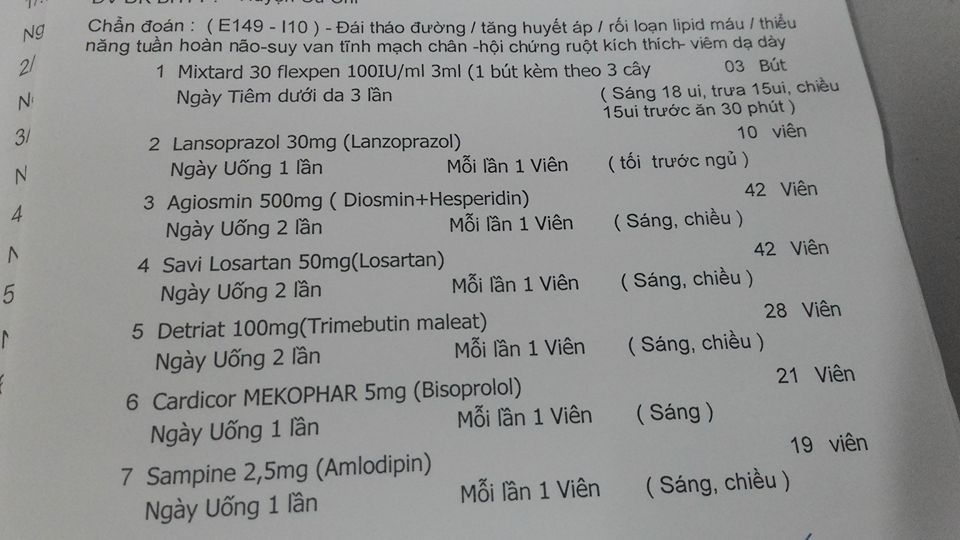 Chẩn đoán : ( E149 - I10 ) - Đái tháo đường / tăng huyết áp / rối loạn lipid máu / thiểu
năng tuần hoàn não-suy van tĩnh mạch chân -hội chứng ruột kích thích- viêm dạ dày
1 Mixtard 30 flexpen 100IU/ml 3ml (1 bút kèm theo 3 cây 03 Bút
Ngày Tiêm dưới da 3 lần ( Sáng 18 ui, trưa 15ui, chiều
15ui trước ăn 30 phút )
2 Lansoprazol 30mg (Lanzoprazol) 10 viên
Ngày Uống 1 lần Mỗi lần 1 Viên ( tối trước ngủ )
3 Agiosmin 500mg ( Diosmin+Hesperidin) 42 Viên
Ngày Uống 2 lần Mỗi lần 1 Viên ( Sáng, chiều )
4 Savi Losartan 50mg(Losartan) 42 Viên
Ngày Uống 2 lần Mỗi lần 1 Viên ( Sáng, chiều )
5 Detriat 100mg(Trimebutin maleat) 28 Viên
Ngày Uống 2 lần Mỗi lần 1 Viên ( Sáng, chiều )
6 Cardicor MEKOPHAR 5mg (Bisoprolol) 21 Viên
Ngày Uống 1 lần Mỗi lần 1 Viên ( Sáng )
7 Sampine 2,5mg (Amlodipin) 19 viên
Ngày Uống 1 lần Mỗi lần 1 Viên ( Sáng, chiều )
Ng
2/
3/
N
4
5